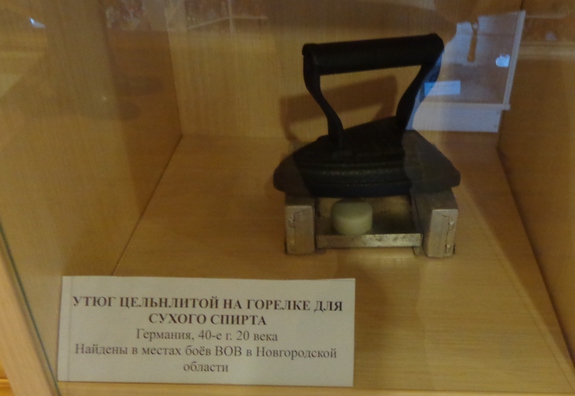 УТЮГ ЦЕЛЬНЛИТОЙ НА ГОРЕЛКЕ ДЛЯ
СУХОГО СПИРТА
Германия, 40-е г. 20 века
Найдены в местах боёв ВОВ в Новгородской
области